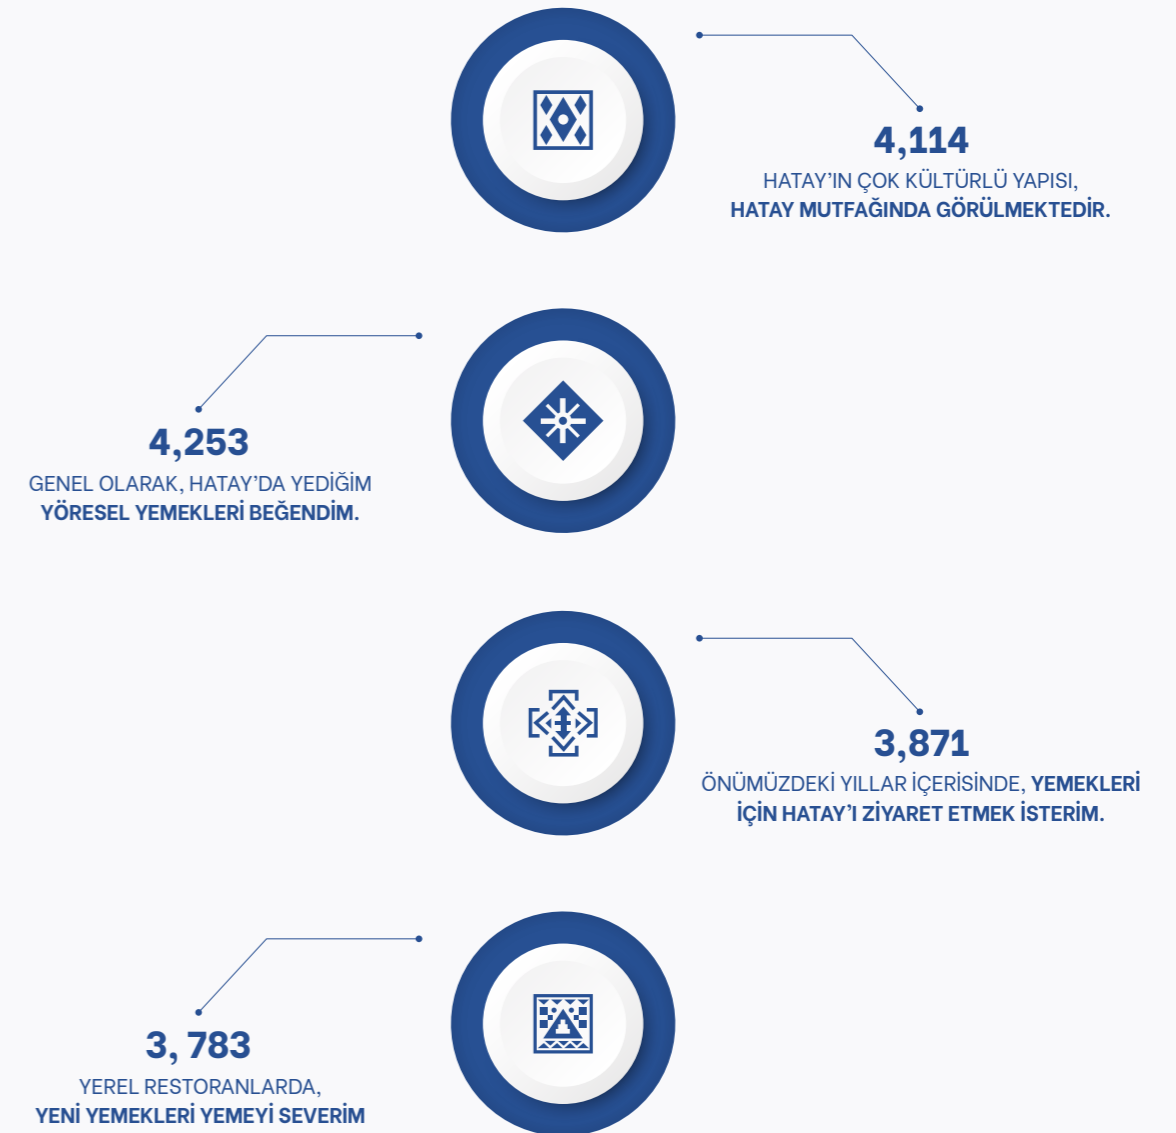 4,114
HATAY’IN ÇOK KÜLTÜRLÜ YAPISI,
HATAY MUTFAĞINDA GÖRÜLMEKTEDİR.
4,253
GENEL OLARAK, HATAY’DA YEDİĞİM
YÖRESEL YEMEKLERİ BEĞENDİM.
3,871
ÖNÜMÜZDEKİ YILLAR İÇERİSİNDE, YEMEKLERİ
İÇİN HATAY’I ZİYARET ETMEK İSTERİM.
3, 783
YEREL RESTORANLARDA,
YENİ YEMEKLERİ YEMEYİ SEVERİM